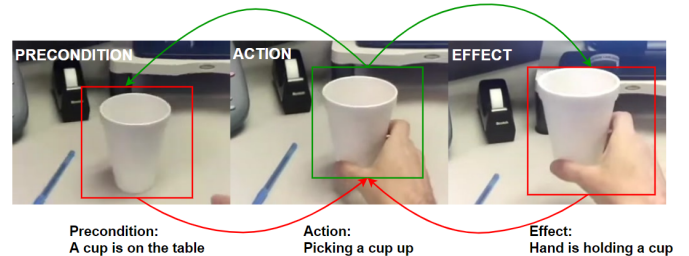 PRECONDITION
ACTION
EFFECT
Precondition:
A cup is on the table
Action:
Picking a cup up
Effect:
Hand is holding a cup